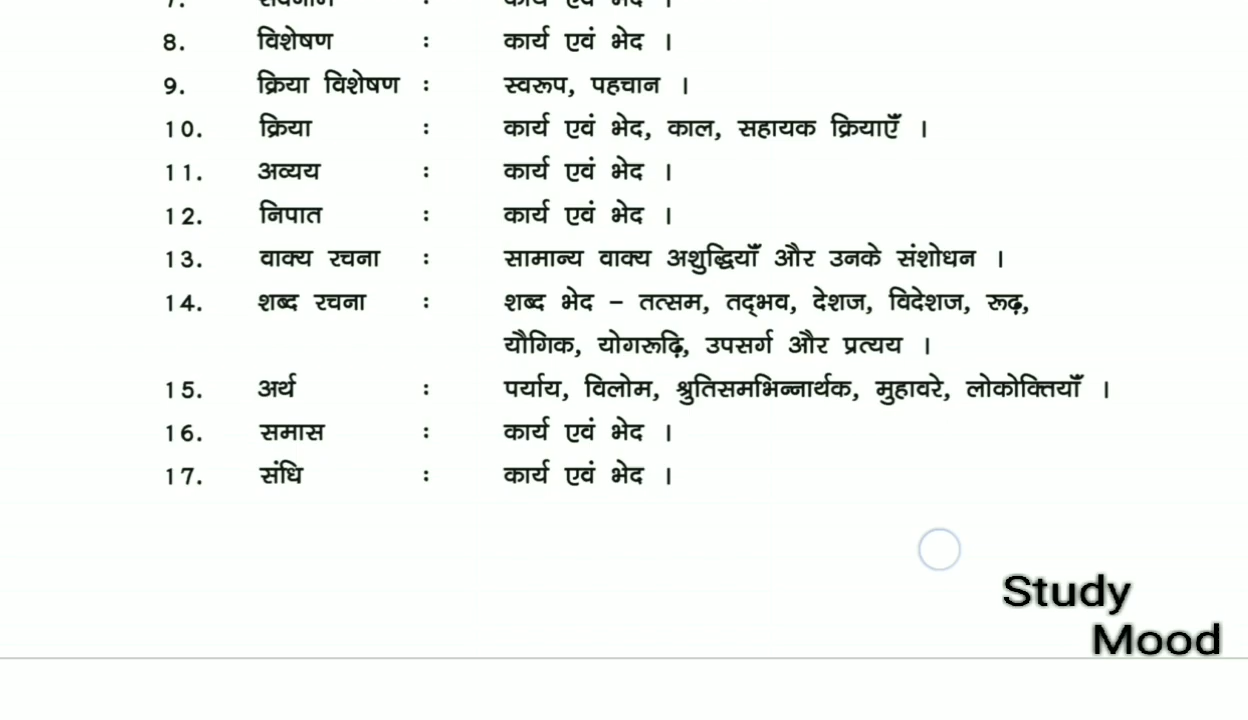 8. विशेषण : कार्य एवं भेद ।
9. क्रिया विशेषण : स्वरूप, पहचान ।
10. क्रिया : कार्य एवं भेद, काल, सहायक क्रियाएँ ।
11. अव्यय : कार्य एवं भेद ।
12. निपात : कार्य एवं भेद ।
13. वाक्य रचना : सामान्य वाक्य अशुद्धियाँ और उनके संशोधन ।
14. शब्द रचना : शब्द भेद – तत्सम, तद्भव, देशज, विदेशज, रूढ़,
यौगिक, योगरूढ़ि, उपसर्ग और प्रत्यय ।
15. अर्थ : पर्याय, विलोम, श्रुतिसमभिन्नार्थक, मुहावरे, लोकोक्तियाँ ।
16. समास : कार्य एवं भेद ।
17. संधि : कार्य एवं भेद ।
Study
Mood